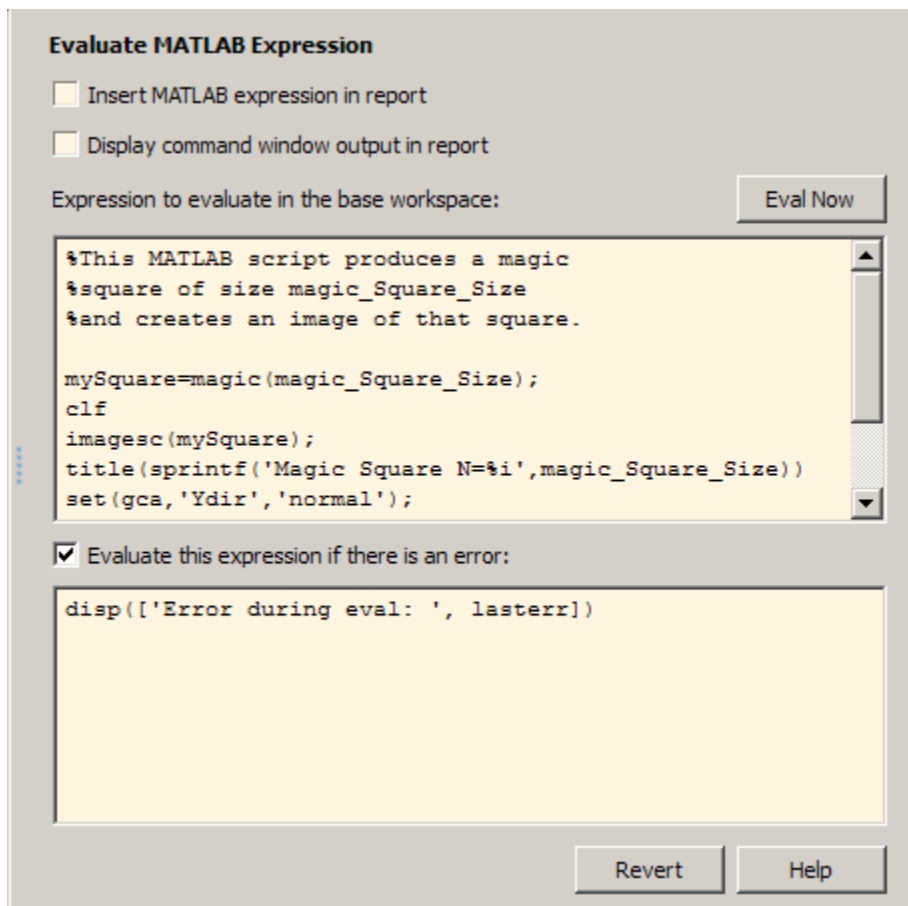 Evaluate MATLAB Expression
Insert MATLAB expression in report
Display command window output in report
Expression to evaluate in the base workspace:
Eval Now
%This MATLAB script produces a magic
%square of size magic_Square_Size
%and creates an image of that square.
mySquare=magic(magic_Square_Size);
clf
imagesc(mySquare);
title(sprintf('Magic Square N=%i',magic_Square_Size))
set(gca,'Ydir','normal');
Evaluate this expression if there is an error:
disp(['Error during eval: ', lasterr])
Revert
Help